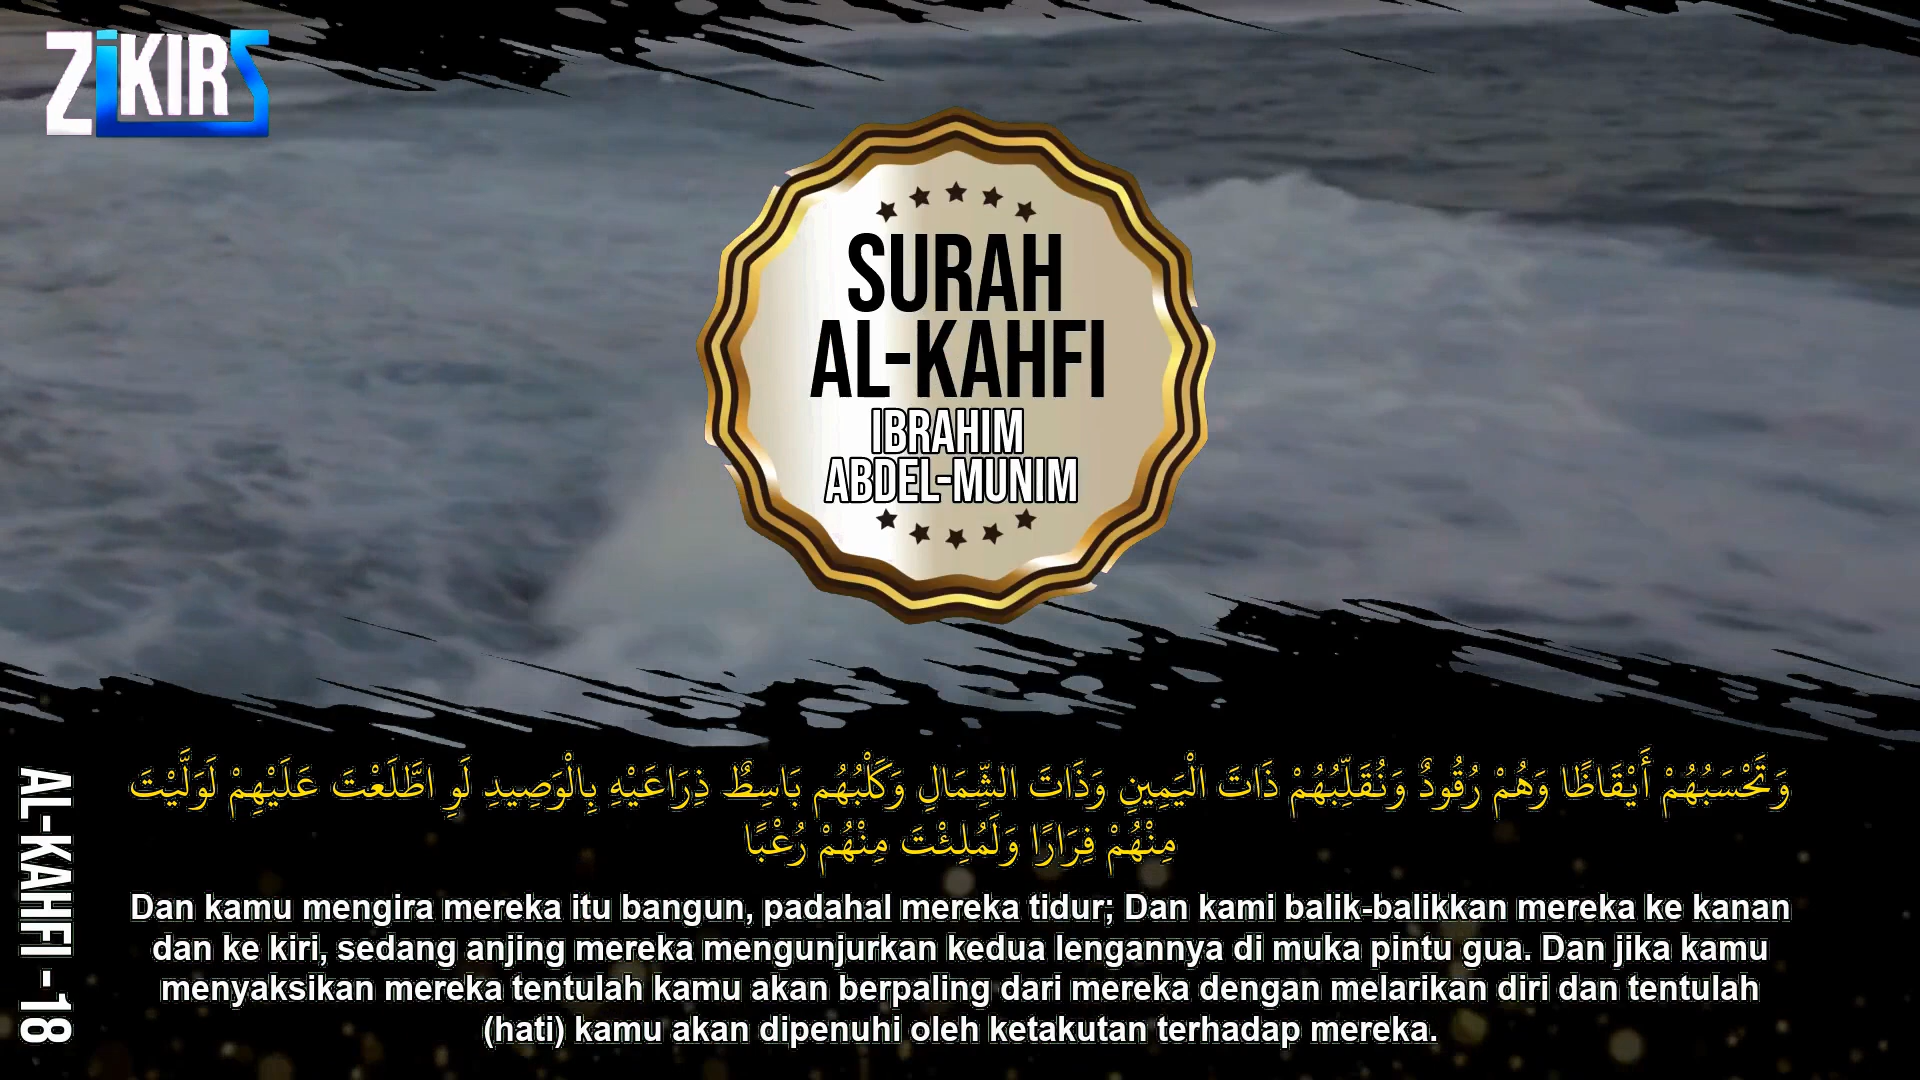 ZiKIRS
SURAH
AL-KAHFI
IBRAHIM
ABDEL-MUNIM
وَتَحْسَبُهُمْ أَيْقَاظًا وَهُمْ رُقُودٌ وَنُقَلِّبُهُمْ ذَاتَ الْيَمِينِ وَذَاتَ الشِّمَالِ وَكَلْبُهُم بَاسِطٌ ذِرَاعَيْهِ بِالْوَصِيدِ لَوِ اطَّلَعْتَ عَلَيْهِمْ لَوَلَّيْتَ
مِنْهُمْ فِرَارًا وَلَمُلِئْتَ مِنْهُمْ رُعْبًا
Dan kamu mengira mereka itu bangun, padahal mereka tidur; Dan kami balik-balikkan mereka ke kanan
dan ke kiri, sedang anjing mereka mengunjurkan kedua lengannya di muka pintu gua. Dan jika kamu
menyaksikan mereka tentulah kamu akan berpaling dari mereka dengan melarikan diri dan tentulah
(hati) kamu akan dipenuhi oleh ketakutan terhadap mereka.
AL-KAHFI -18